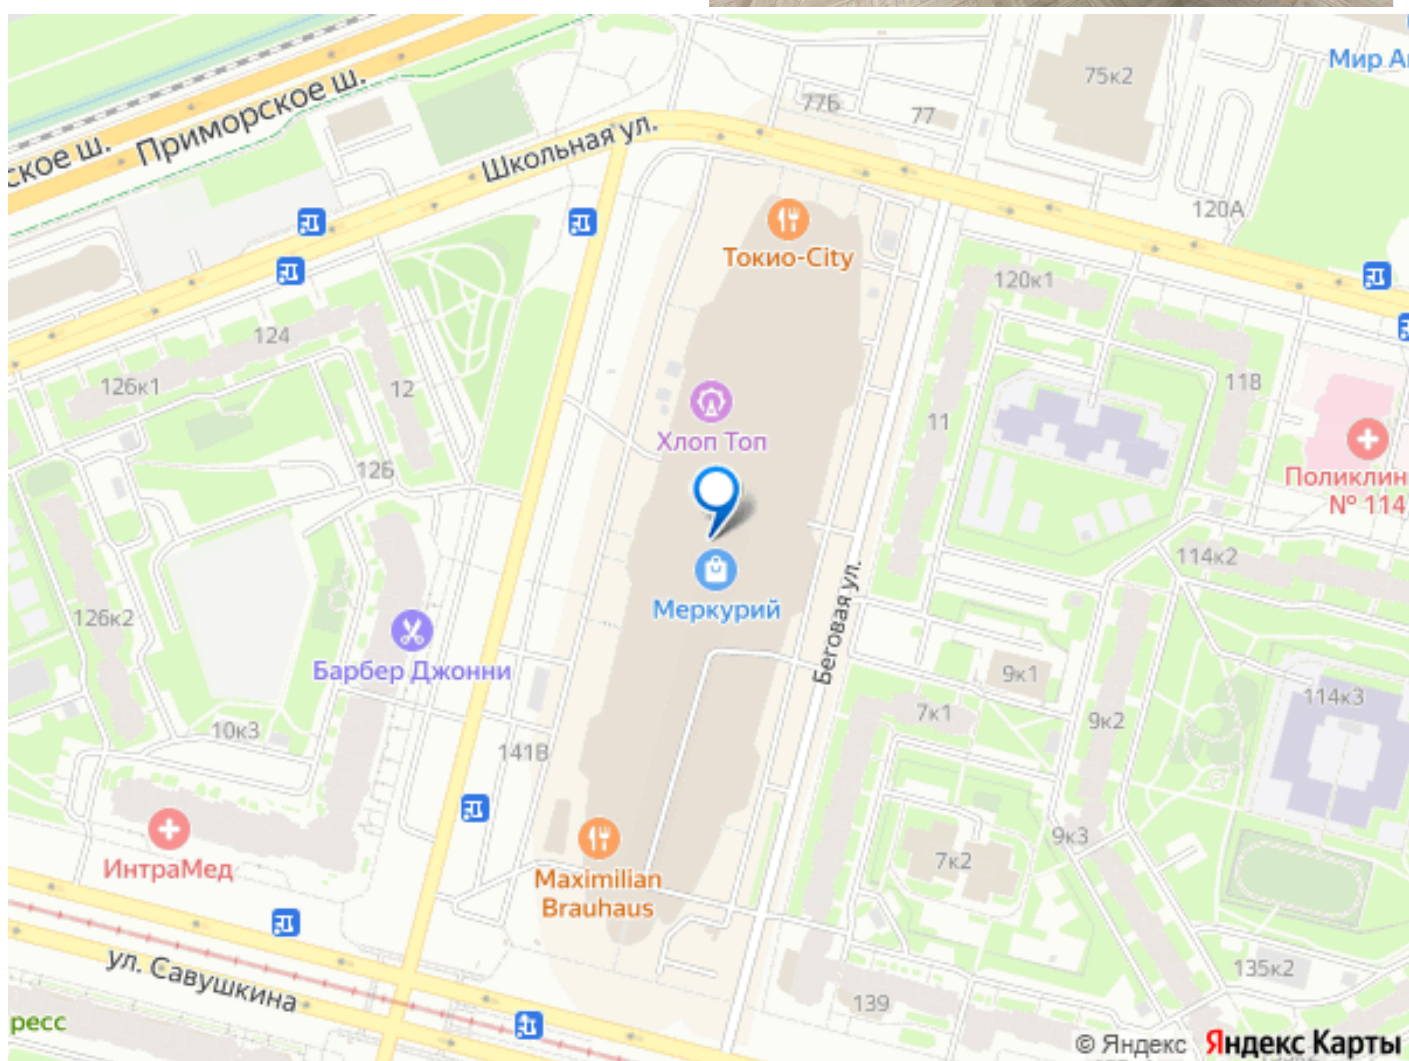 Мир А
75к2
77Б
77
Приморское ш.
ское ш.
Школьная ул.
120А
Токио-City
120к1
124
126к1
12
118
11
Хлоп Топ
126
Поликлин
№ 114
114к2
Меркурий
Беговая ул.
126к2
Барбер Джонни
9к1
114к3
7к1
9к2
10к3
141В
9к3
7к2
ИнтраМед
Maximilian
Brauhaus
ул. Савушкина
135к2
139
ресс
© Яндекс Яндекс Карты